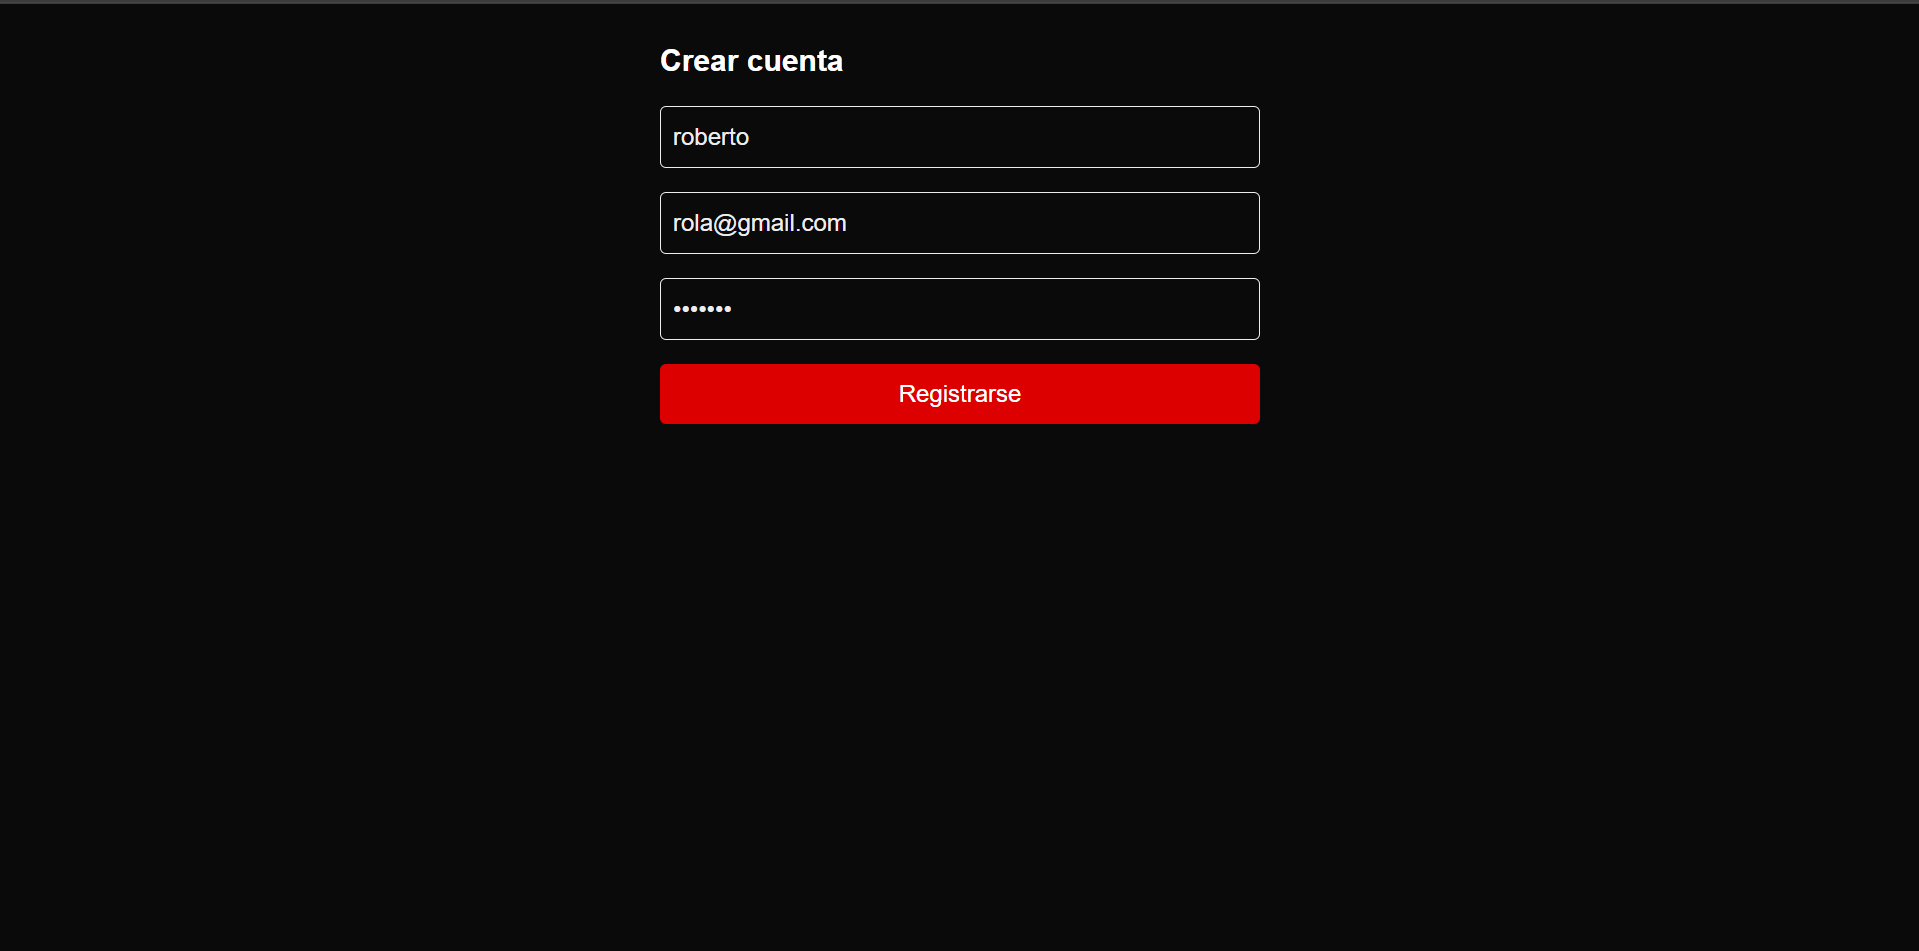 Crear cuenta
roberto
rola@gmail.com
•••••••
Registrarse